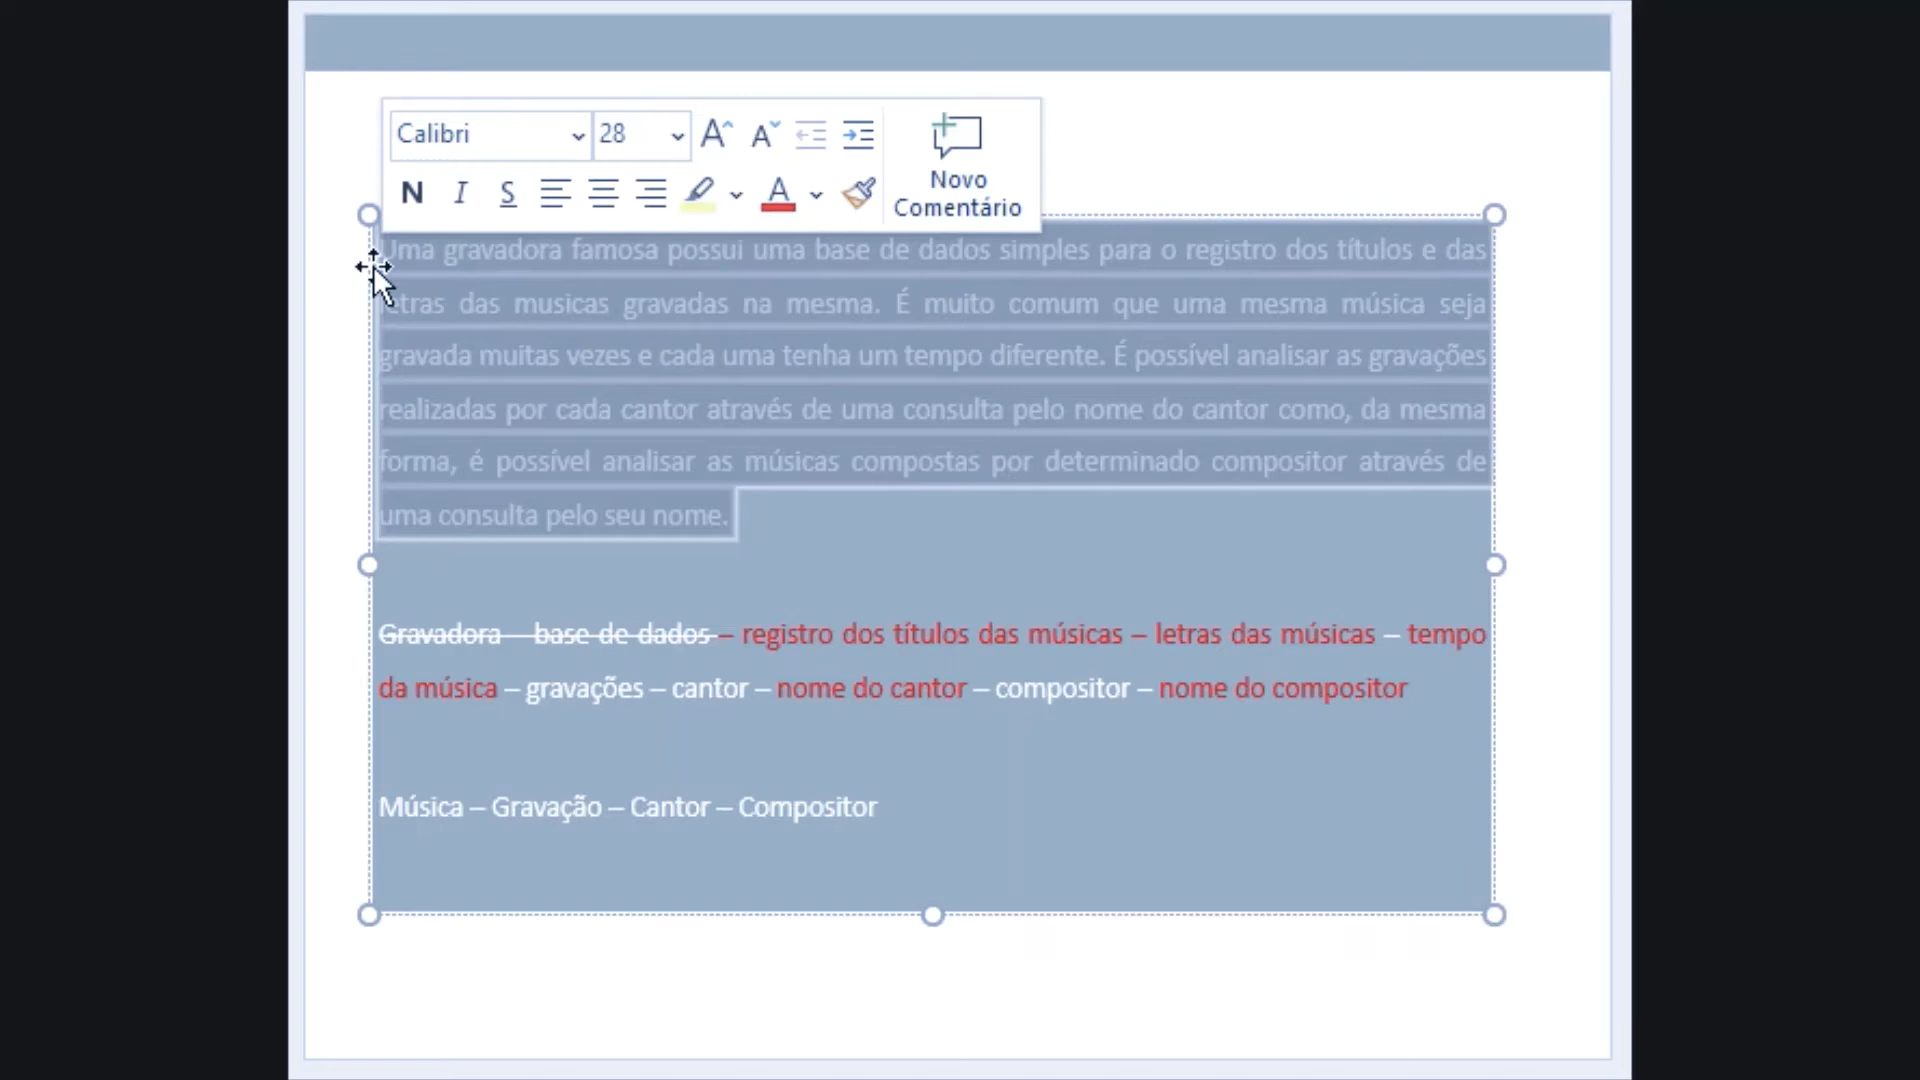 Calibri 28
N I S
Novo
Comentário
Uma gravadora famosa possui uma base de dados simples para o registro dos títulos e das
letras das musicas gravadas na mesma. É muito comum que uma mesma música seja
gravada muitas vezes e cada uma tenha um tempo diferente. É possível analisar as gravações
realizadas por cada cantor através de uma consulta pelo nome do cantor como, da mesma
forma, é possível analisar as músicas compostas por determinado compositor através de
uma consulta pelo seu nome.
Gravadora – base de dados – registro dos títulos das músicas – letras das músicas – tempo
da música – gravações – cantor – nome do cantor – compositor – nome do compositor
Música – Gravação – Cantor – Compositor